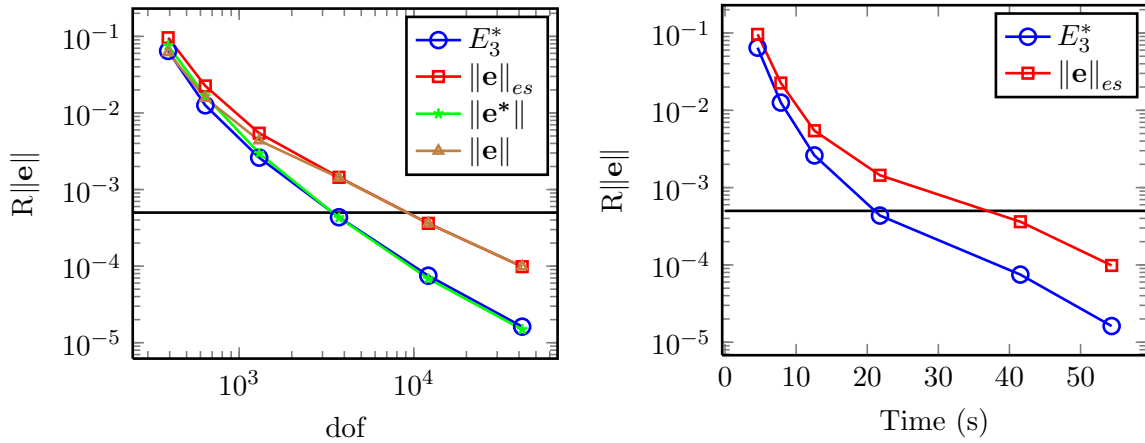 10^{-1}
10^{-2}
10^{-3}
10^{-4}
10^{-5}
R‖e‖
10^3
10^4
dof
E_3^*
‖e‖_{es}
‖e*‖
‖e‖
10^{-1}
10^{-2}
10^{-3}
10^{-4}
10^{-5}
R‖e‖
0 10 20 30 40 50
Time (s)
E_3^*
‖e‖_{es}